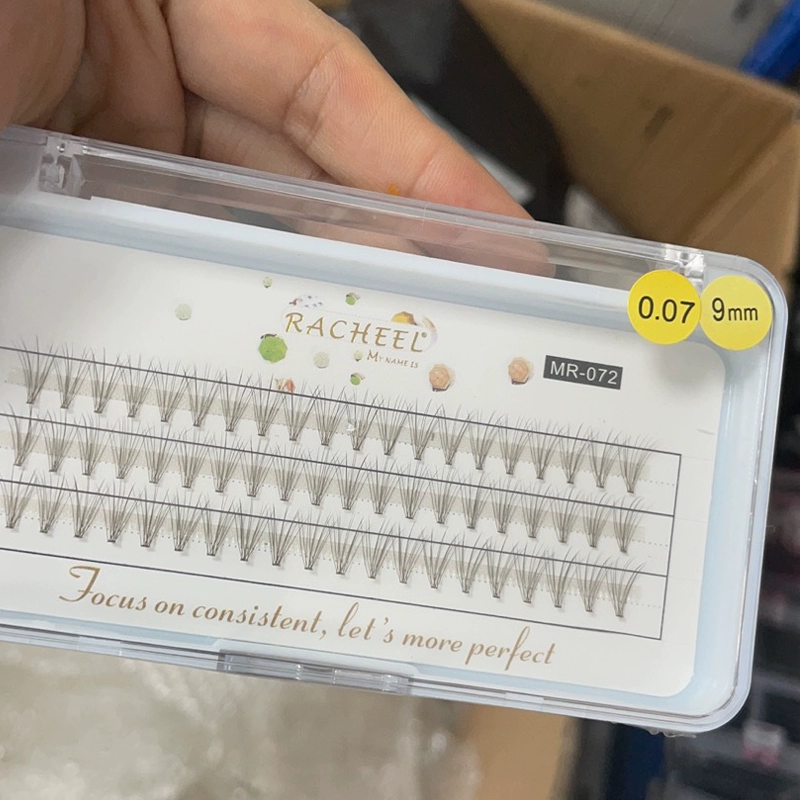 0.07
9mm
RACHEEL®
MY NAME IS
MR-072
Focus on consistent, let's more perfect